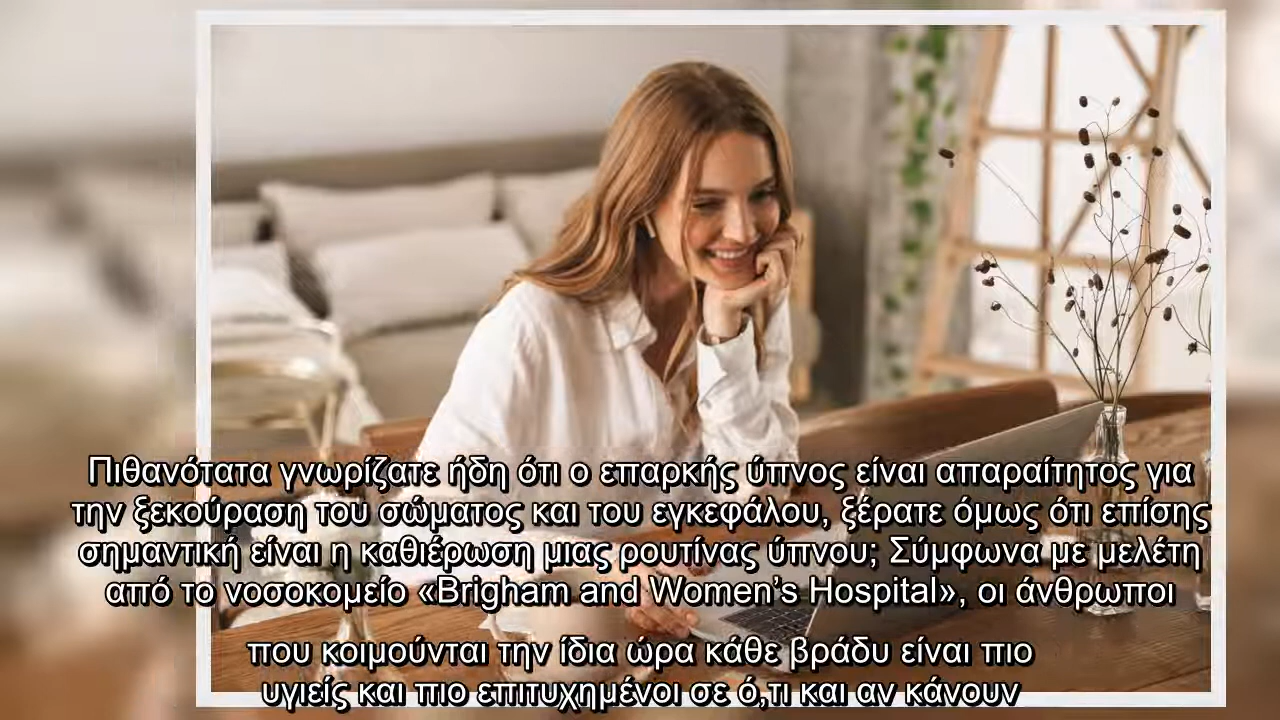 Πιθανότατα γνωρίζατε ήδη ότι ο επαρκής ύπνος είναι απαραίτητος για
την ξεκούραση του σώματος και του εγκεφάλου, ξέρατε όμως ότι επίσης
σημαντική είναι η καθιέρωση μιας ρουτίνας ύπνου; Σύμφωνα με μελέτη
από το νοσοκομείο «Brigham and Women’s Hospital», οι άνθρωποι
που κοιμούνται την ίδια ώρα κάθε βράδυ είναι πιο
υγιείς και πιο επιτυχημένοι σε ό,τι και αν κάνουν